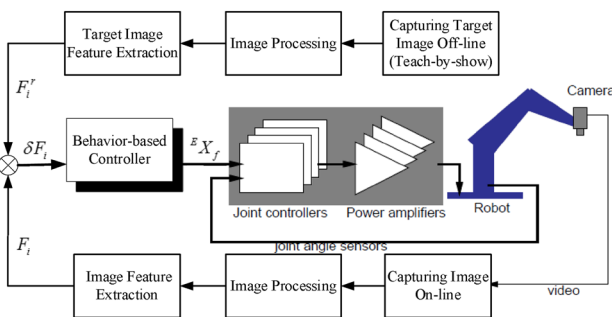 Target Image
Feature Extraction
Image Processing
Capturing Target
Image Off-line
(Teach-by-show)
Camera
F_i^r
δF_i
Behavior-based
Controller
^E X_f
Joint controllers
Power amplifiers
Robot
joint angle sensors
F_i
Image Feature
Extraction
Image Processing
Capturing Image
On-line
video